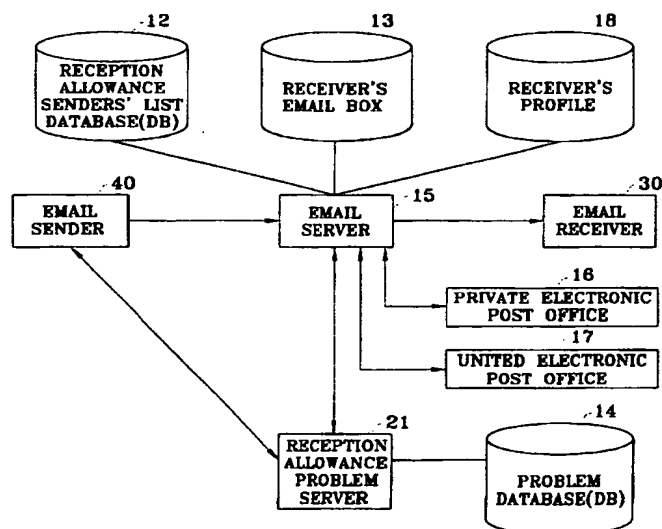 12
RECEPTION
ALLOWANCE
SENDERS' LIST
DATABASE(DB)
13
RECEIVER'S
EMAIL BOX
18
RECEIVER'S
PROFILE
40
EMAIL
SENDER
15
EMAIL
SERVER
30
EMAIL
RECEIVER
16
PRIVATE ELECTRONIC
POST OFFICE
17
UNITED ELECTRONIC
POST OFFICE
21
RECEPTION
ALLOWANCE
PROBLEM
SERVER
14
PROBLEM
DATABASE(DB)